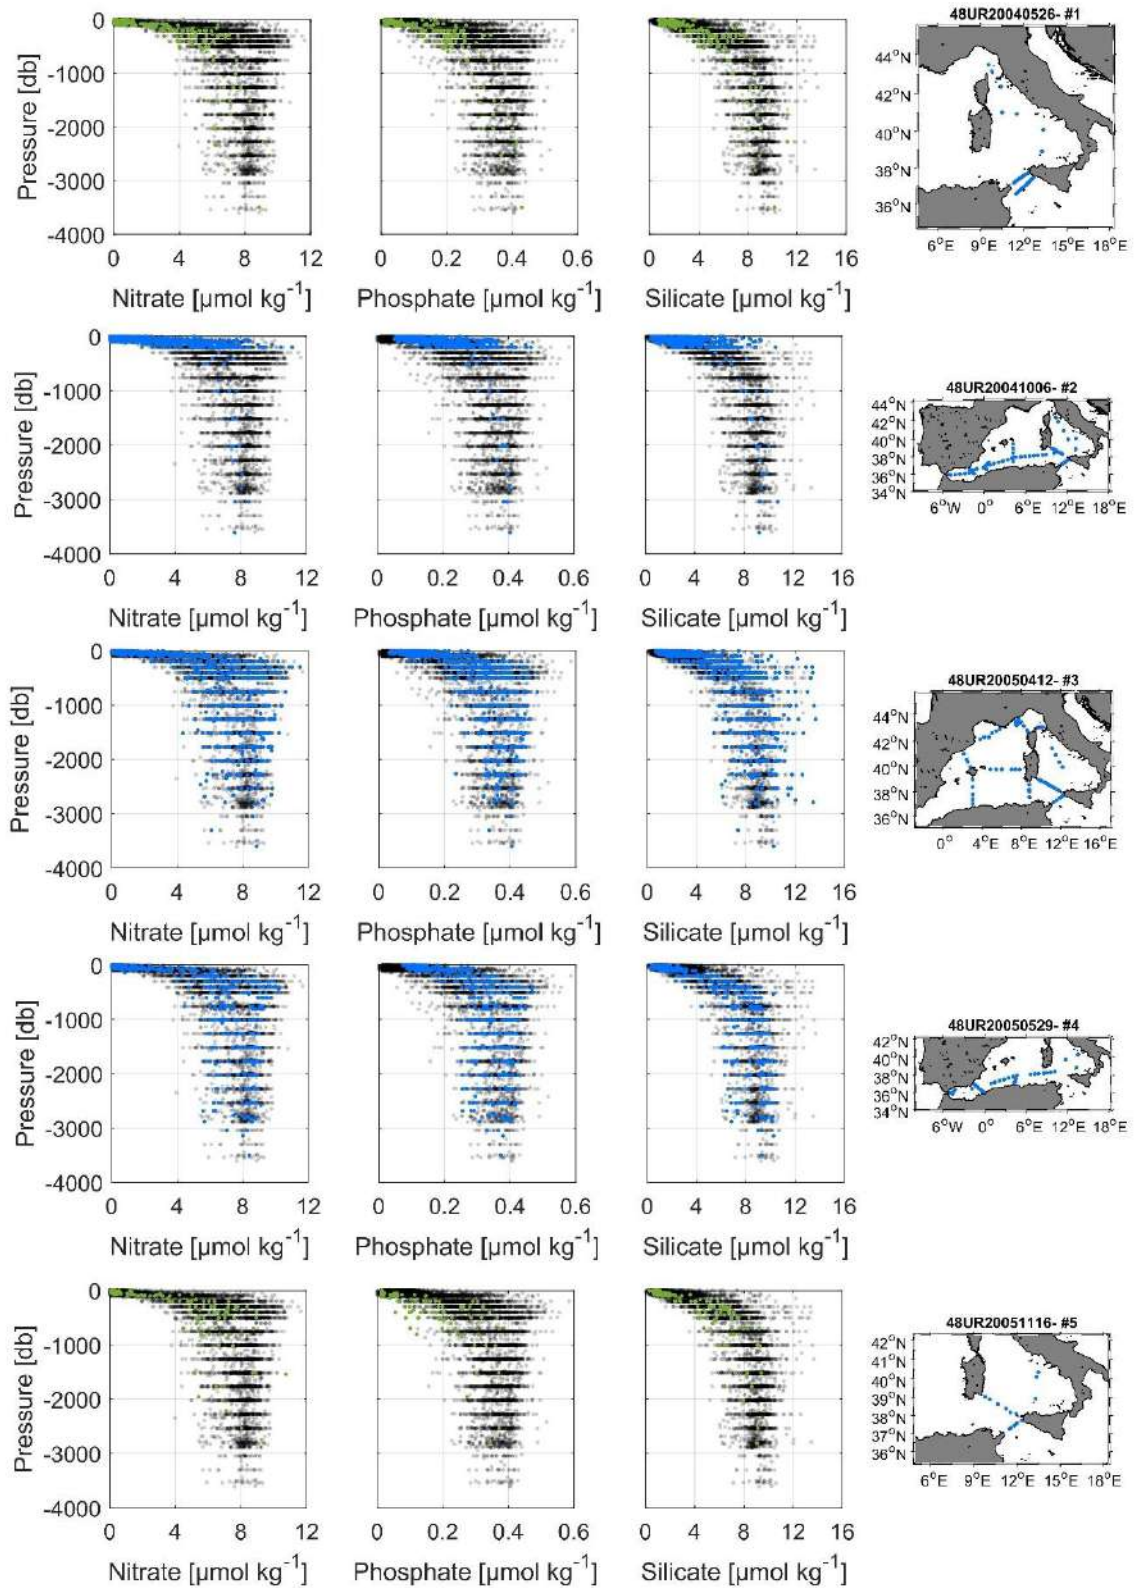 48UR20040526- #1
0
-1000
-2000
-3000
-4000
Pressure [db]
0 4 8 12
Nitrate [µmol kg⁻¹]
0 0.2 0.4 0.6
Phosphate [µmol kg⁻¹]
0 4 8 12 16
Silicate [µmol kg⁻¹]
44°N
42°N
40°N
38°N
36°N
6°E 9°E 12°E 15°E 18°E
48UR20041006- #2
0
-1000
-2000
-3000
-4000
Pressure [db]
0 4 8 12
Nitrate [µmol kg⁻¹]
0 0.2 0.4 0.6
Phosphate [µmol kg⁻¹]
0 4 8 12 16
Silicate [µmol kg⁻¹]
44°N
42°N
40°N
38°N
36°N
34°N
6°W 0° 6°E 12°E 18°E
48UR20050412- #3
0
-1000
-2000
-3000
-4000
Pressure [db]
0 4 8 12
Nitrate [µmol kg⁻¹]
0 0.2 0.4 0.6
Phosphate [µmol kg⁻¹]
0 4 8 12 16
Silicate [µmol kg⁻¹]
44°N
42°N
40°N
38°N
36°N
0° 4°E 8°E 12°E 16°E
48UR20050529- #4
0
-1000
-2000
-3000
-4000
Pressure [db]
0 4 8 12
Nitrate [µmol kg⁻¹]
0 0.2 0.4 0.6
Phosphate [µmol kg⁻¹]
0 4 8 12 16
Silicate [µmol kg⁻¹]
42°N
40°N
38°N
36°N
34°N
6°W 0° 6°E 12°E 18°E
48UR20051116- #5
0
-1000
-2000
-3000
-4000
Pressure [db]
0 4 8 12
Nitrate [µmol kg⁻¹]
0 0.2 0.4 0.6
Phosphate [µmol kg⁻¹]
0 4 8 12 16
Silicate [µmol kg⁻¹]
42°N
41°N
40°N
39°N
38°N
37°N
36°N
6°E 9°E 12°E 15°E 18°E